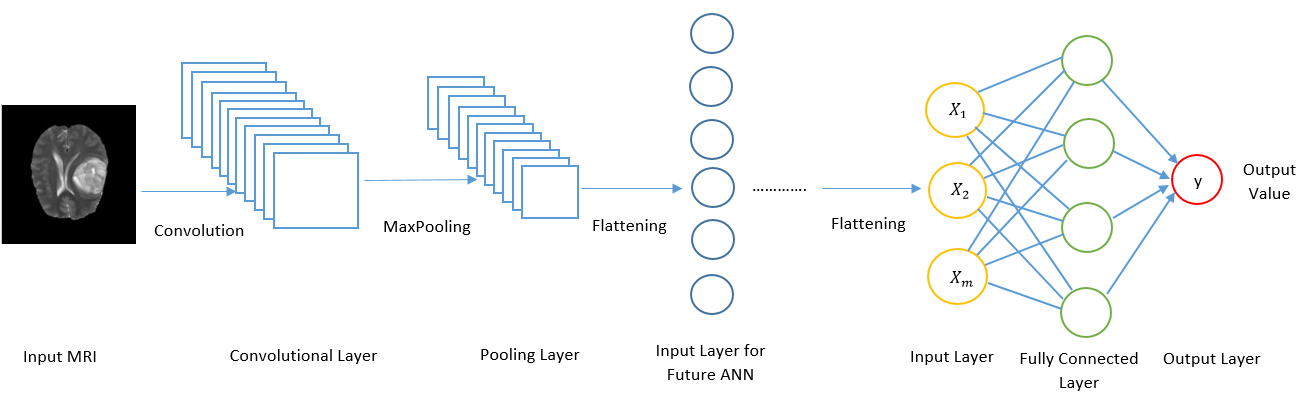 Convolution
MaxPooling
Flattening
.............
Flattening
X1
X2
Xm
y
Output
Value
Input MRI
Convolutional Layer
Pooling Layer
Input Layer for
Future ANN
Input Layer
Fully Connected
Layer
Output Layer